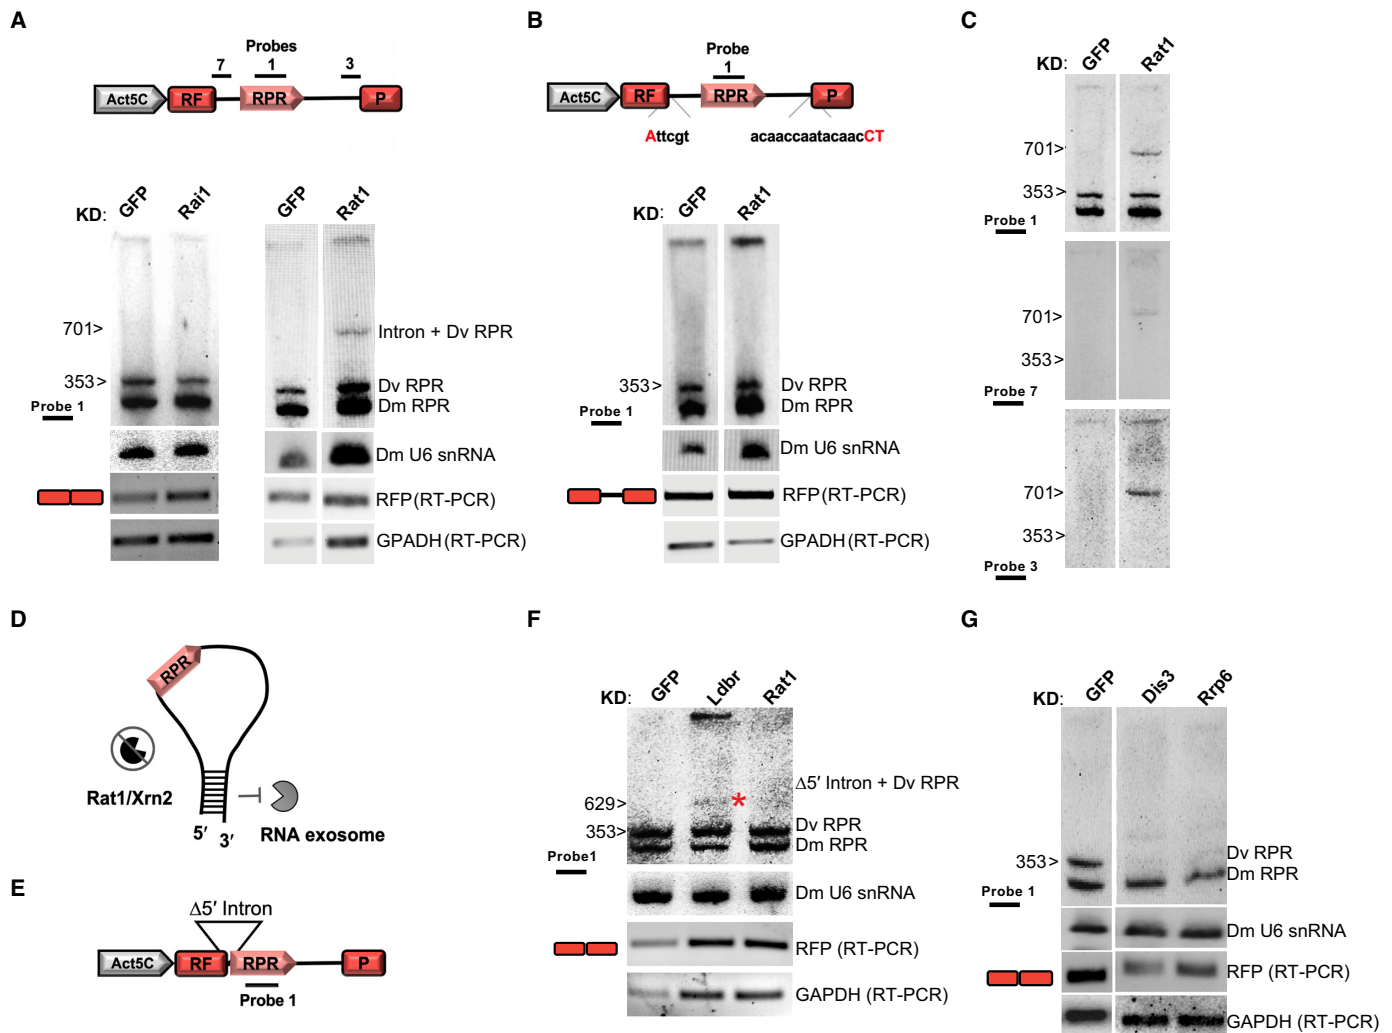 A
Probes
7 1 3
Act5C RF RPR P
KD: GFP Rai1 GFP Rat1
701>
Intron + Dv RPR
353>
Dv RPR
Dm RPR
Probe 1
Dm U6 snRNA
RFP (RT-PCR)
GPADH (RT-PCR)
B
Probe
1
Act5C RF RPR P
Attcgt acaaccaatacaacCT
KD: GFP Rat1
353>
Dv RPR
Dm RPR
Probe 1
Dm U6 snRNA
RFP (RT-PCR)
GPADH (RT-PCR)
C
KD: GFP Rat1
701>
353>
Probe 1
701>
353>
Probe 7
701>
353>
Probe 3
D
RPR
Rat1/Xrn2
5′ 3′
RNA exosome
E
Δ5′ Intron
Act5C RF RPR P
Probe 1
F
KD: GFP Ldbr Rat1
Δ5′ Intron + Dv RPR
629> *
353>
Dv RPR
Dm RPR
Probe1
Dm U6 snRNA
RFP (RT-PCR)
GAPDH (RT-PCR)
G
KD: GFP Dis3 Rrp6
353>
Dv RPR
Dm RPR
Probe 1
Dm U6 snRNA
RFP (RT-PCR)
GAPDH (RT-PCR)